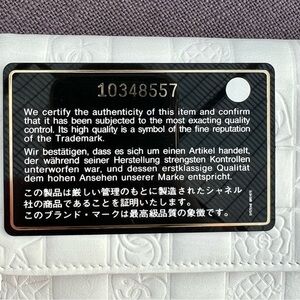 10348557
We certify the authenticity of this item and confirm
that it has been subjected to the most exacting quality
control. Its high quality is a symbol of the fine reputation
of the Trademark.
Wir bestätigen, dass es sich um einen Artikel handelt,
der während seiner Herstellung strengsten Kontrollen
unterworfen war, und dessen erstklassige Qualität
dem hohen Ansehen unserer Marke entspricht.
この製品は厳しい管理のもとに製造されたシャネル
社の商品であることを証明いたします。
このブランド・マークは最高級品質の象徴です。